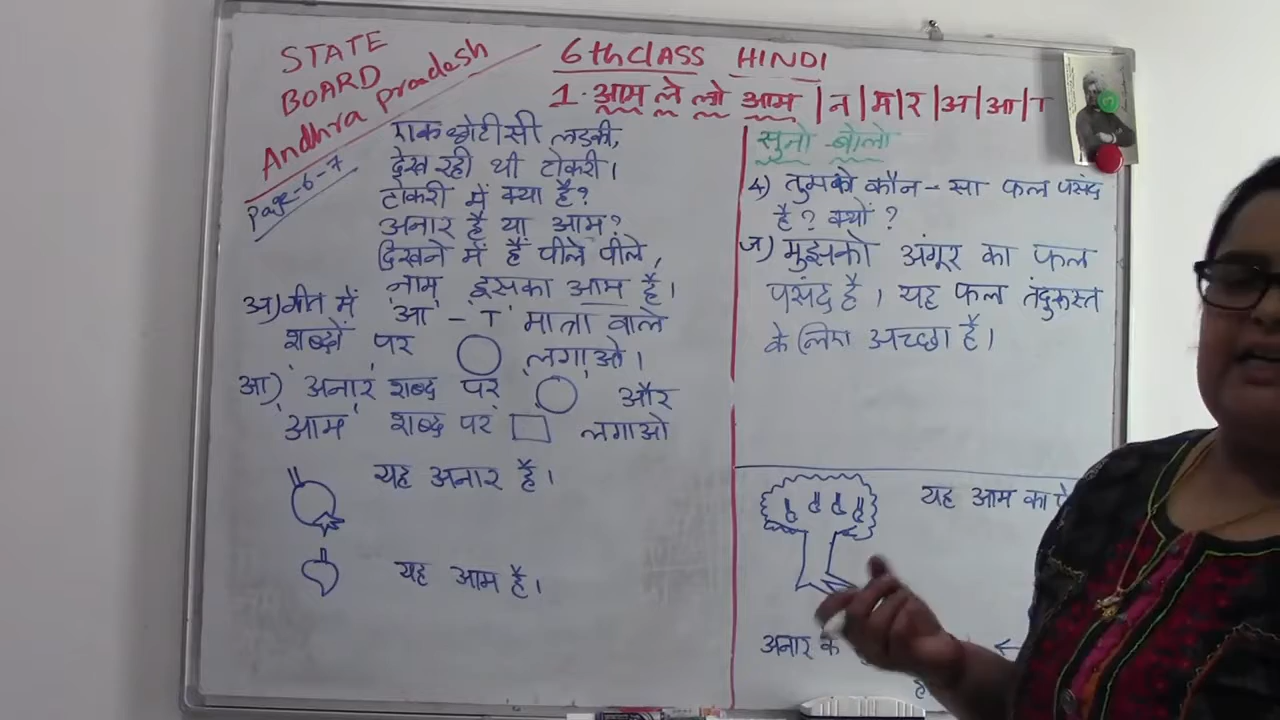 STATE
BOARD
Andhra Pradesh
Page-6-7
6th CLASS HINDI
1. आम ले लो आम |न|म|र|अ|आ|ा
एक छोटी सी लड़की,
देख रही थी टोकरी।
टोकरी में क्या है?
अनार है या आम?
दिखने में हैं पीले पीले,
नाम इसका आम है।
अ) गीत में 'आ' - 'ा' मात्रा वाले
शब्दों पर ◯ लगाओ।
आ) 'अनार' शब्द पर ◯ और
'आम' शब्द पर □ लगाओ
यह अनार है।
यह आम है।
सुनो-बोलो
4) तुमको कौन-सा फल पसंद
है? क्यों?
ज) मुझको अंगूर का फल
पसंद है। यह फल तंदुरुस्त
के लिए अच्छा है।
यह आम का
अनार के